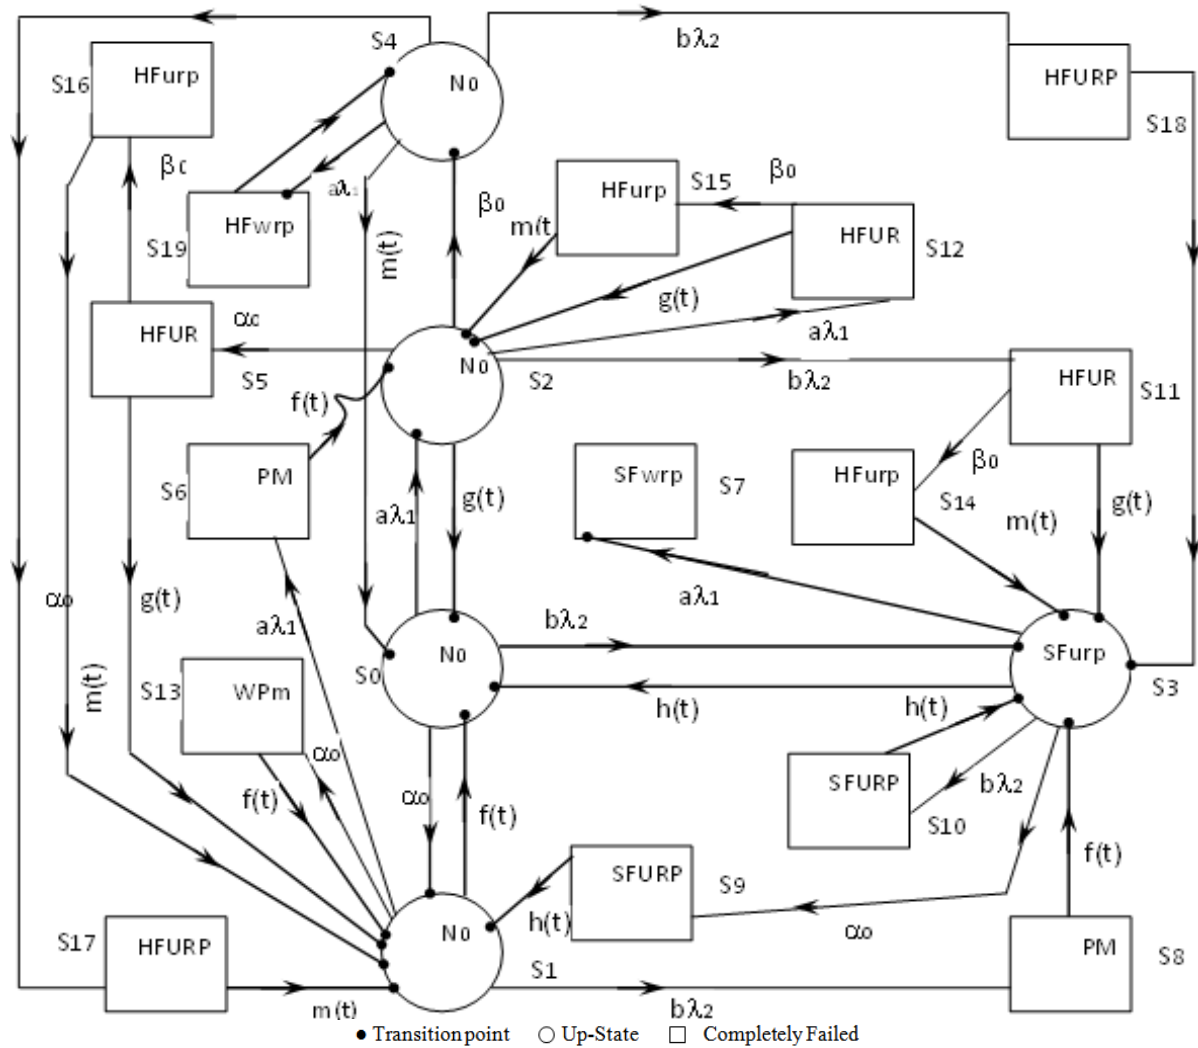 S4
bλ₂
S16
HFurp
N₀
HFURP
S18
β₀
aλ₁
HFwrp
S19
m(t)
β₀
HFurp
S15
β₀
m(t
HFUR
S12
g(t)
aλ₁
HFUR
α₀
S5
N₀
S2
bλ₂
HFUR
S11
f(t)
PM
S6
aλ₁
g(t)
SFwrp
S7
HFurp
β₀
S14
g(t)
m(t)
α₀
g(t)
aλ₁
aλ₁
bλ₂
m(t)
S13
WPm
S0
N₀
SFurp
S3
h(t)
h(t)
α₀
f(t)
α₀
f(t)
SFURP
bλ₂
S10
f(t)
SFURP
S9
h(t)
α₀
S17
HFURP
N₀
S1
PM
S8
m(t)
bλ₂
● Transition point ○ Up-State □ Completely Failed